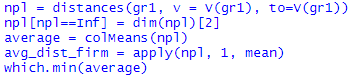 npl = distances(gr1, v = V(gr1), to=V(gr1))
npl[npl==Inf] = dim(npl)[2]
average = colMeans(npl)
avg_dist_firm = apply(npl, 1, mean)
which.min(average)